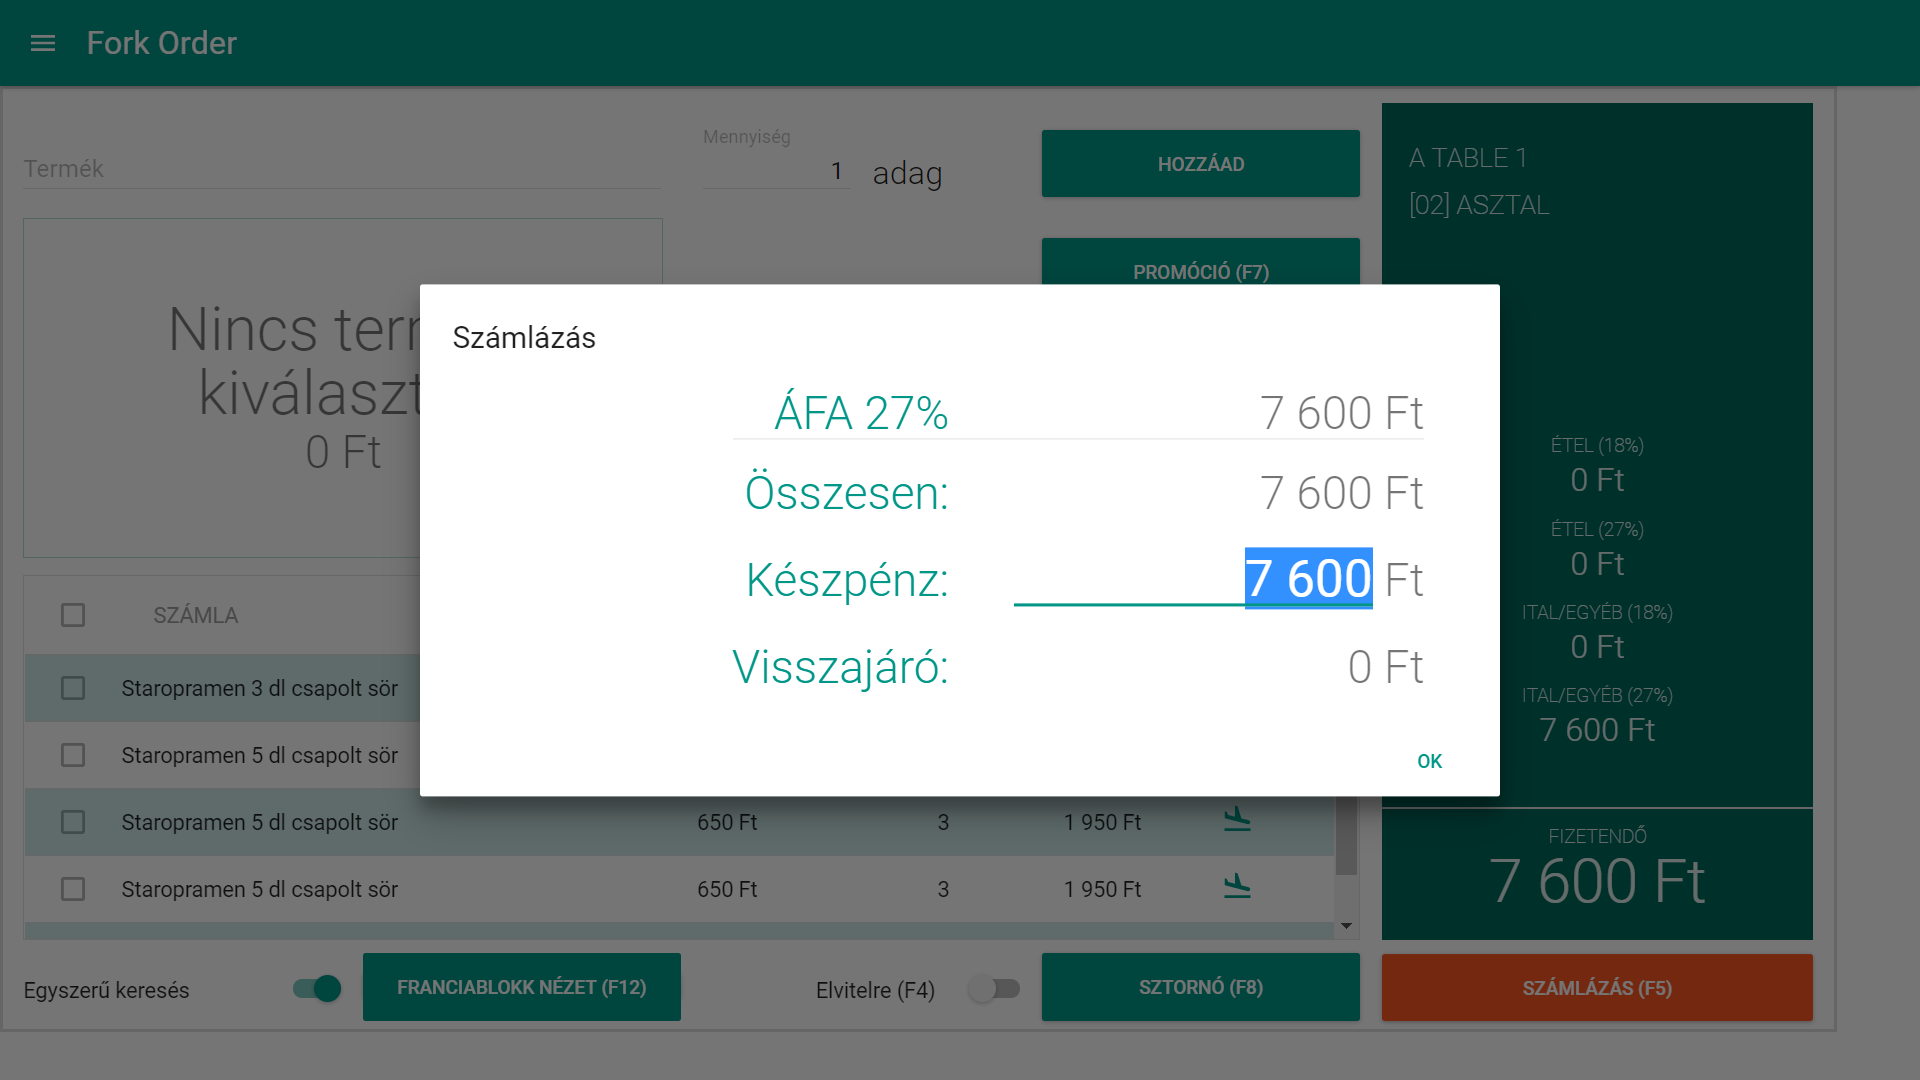 Fork Order
Termék
Mennyiség
1 adag
HOZZÁAD
PROMÓCIÓ (F7)
A TABLE 1
[02] ASZTAL
Nincs
kiválaszt
0 Ft
Számlázás
ÁFA 27% 7 600 Ft
Összesen: 7 600 Ft
Készpénz: 7 600 Ft
Visszajáró: 0 Ft
OK
ÉTEL (18%)
0 Ft
ÉTEL (27%)
0 Ft
ITAL/EGYÉB (18%)
0 Ft
ITAL/EGYÉB (27%)
7 600 Ft
SZÁMLA
Staropramen 3 dl csapolt sör
Staropramen 5 dl csapolt sör
Staropramen 5 dl csapolt sör 650 Ft 3 1 950 Ft
Staropramen 5 dl csapolt sör 650 Ft 3 1 950 Ft
FIZETENDŐ
7 600 Ft
Egyszerű keresés
FRANCIABLOKK NÉZET (F12)
Elvitelre (F4)
SZTORNÓ (F8)
SZÁMLÁZÁS (F5)